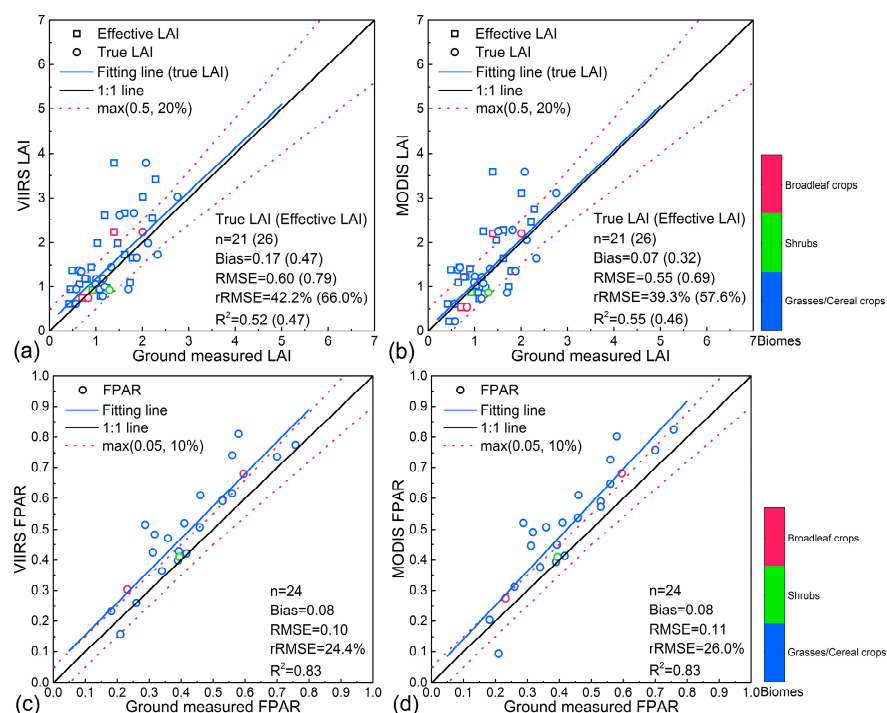 7
6
5
4
3
2
1
0
VIIRS LAI
Effective LAI
True LAI
Fitting line (true LAI)
1:1 line
max(0.5, 20%)
True LAI (Effective LAI)
n=21 (26)
Bias=0.17 (0.47)
RMSE=0.60 (0.79)
rRMSE=42.2% (66.0%)
R²=0.52 (0.47)
0 1 2 3 4 5 6 7
Ground measured LAI
(a)
7
6
5
4
3
2
1
0
MODIS LAI
Effective LAI
True LAI
Fitting line (true LAI)
1:1 line
max(0.5, 20%)
True LAI (Effective LAI)
n=21 (26)
Bias=0.07 (0.32)
RMSE=0.55 (0.69)
rRMSE=39.3% (57.6%)
R²=0.55 (0.46)
0 1 2 3 4 5 6 7
Ground measured LAI
(b)
Broadleaf crops
Shrubs
Grasses/Cereal crops
Biomes
1.0
0.9
0.8
0.7
0.6
0.5
0.4
0.3
0.2
0.1
0.0
VIIRS FPAR
FPAR
Fitting line
1:1 line
max(0.05, 10%)
n=24
Bias=0.08
RMSE=0.10
rRMSE=24.4%
R²=0.83
0.0 0.1 0.2 0.3 0.4 0.5 0.6 0.7 0.8 0.9 1.0
Ground measured FPAR
(c)
1.0
0.9
0.8
0.7
0.6
0.5
0.4
0.3
0.2
0.1
0.0
MODIS FPAR
FPAR
Fitting line
1:1 line
max(0.05, 10%)
n=24
Bias=0.08
RMSE=0.11
rRMSE=26.0%
R²=0.83
0.0 0.1 0.2 0.3 0.4 0.5 0.6 0.7 0.8 0.9 1.0
Ground measured FPAR
(d)
Broadleaf crops
Shrubs
Grasses/Cereal crops
Biomes